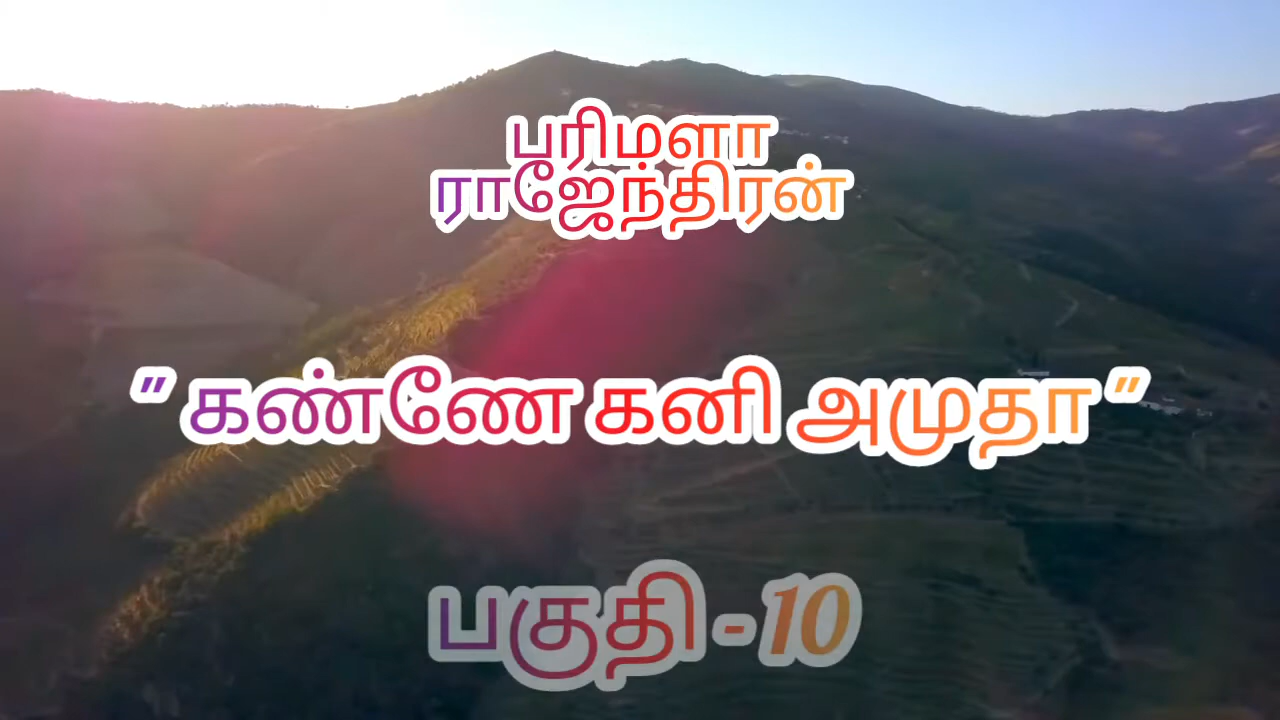 பரிமளா
ராஜேந்திரன்
" கண்ணே கனி அமுதா "
பகுதி - 10